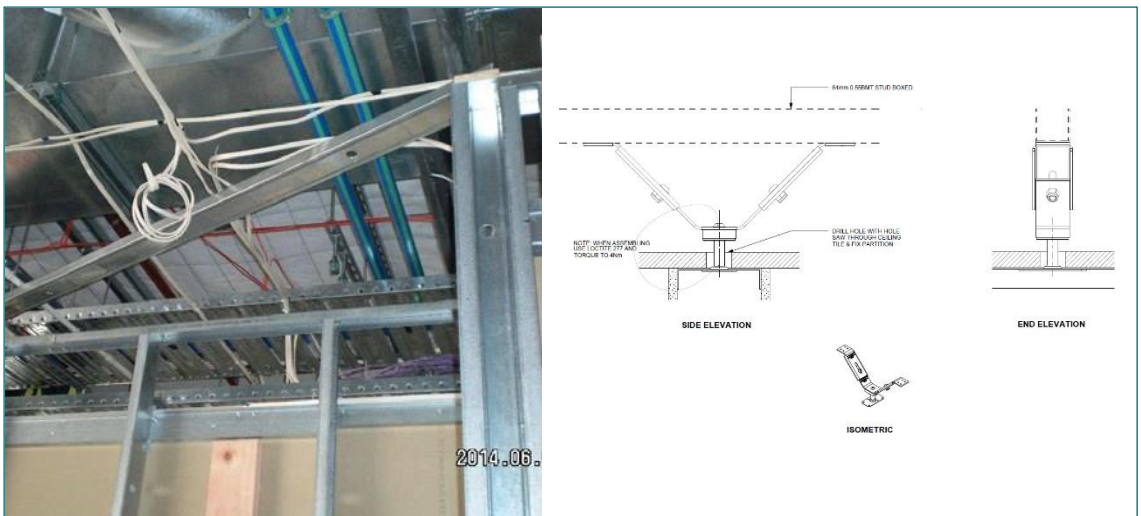 2014.06.
64mm 0.55BMT STUD BOXED
NOTE: WHEN ASSEMBLING
USE LOCTITE 277 AND
TORQUE TO 4Nm
DRILL HOLE WITH HOLE
SAW THROUGH CEILING
TILE & FIX PARTITION
SIDE ELEVATION
END ELEVATION
ISOMETRIC